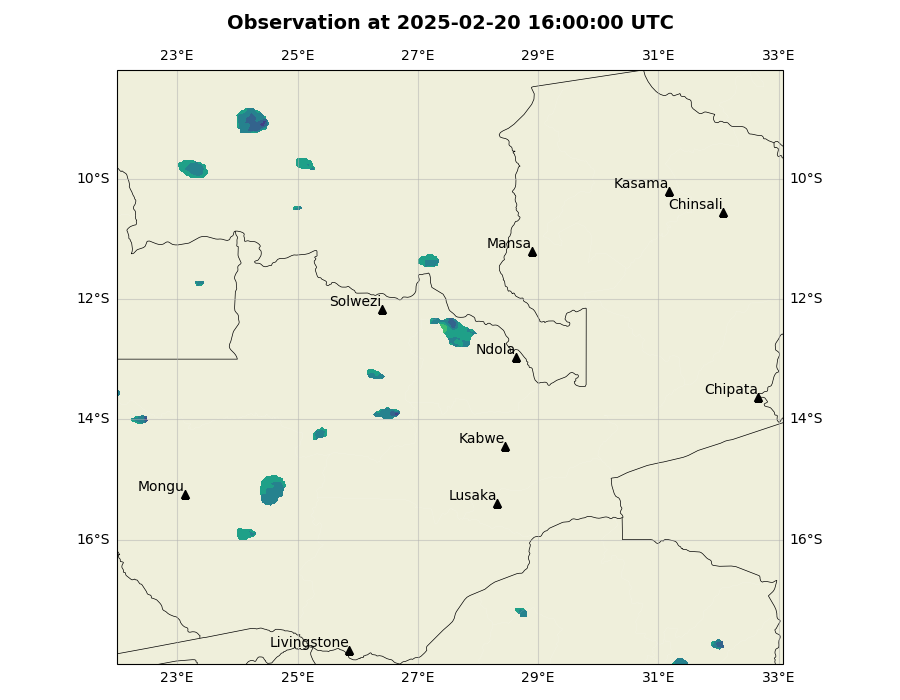 Observation at 2025-02-20 16:00:00 UTC
23°E 25°E 27°E 29°E 31°E 33°E
10°S 10°S
Kasama
Chinsali
Mansa
12°S 12°S
Solwezi
Ndola
Chipata
14°S 14°S
Kabwe
Mongu
Lusaka
16°S 16°S
Livingstone
23°E 25°E 27°E 29°E 31°E 33°E